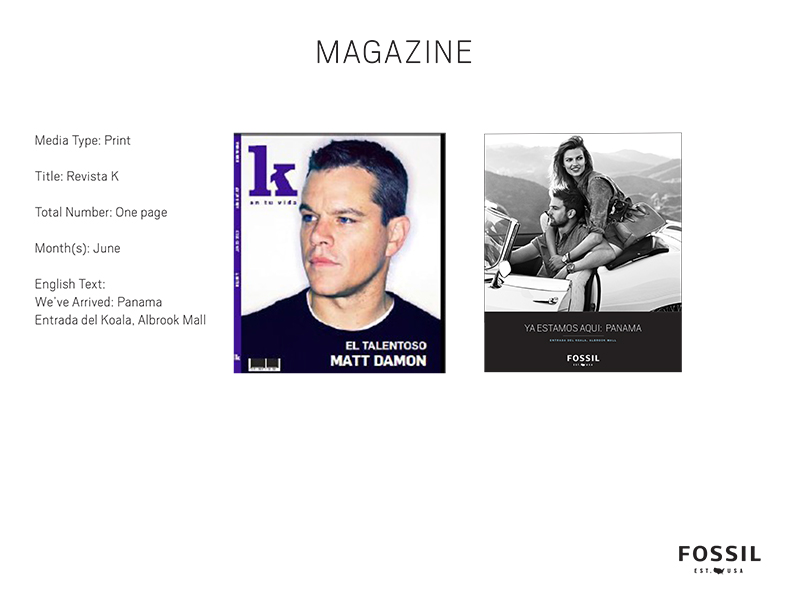 MAGAZINE
Media Type: Print
Title: Revista K
Total Number: One page
Month(s): June
English Text:
We've Arrived: Panama
Entrada del Koala, Albrook Mall
k
en tu vida
EL TALENTOSO
MATT DAMON
k
YA ESTAMOS AQUI: PANAMA
ENTRADA DEL KOALA, ALBROOK MALL
FOSSIL
EST. USA
FOSSIL
EST. USA